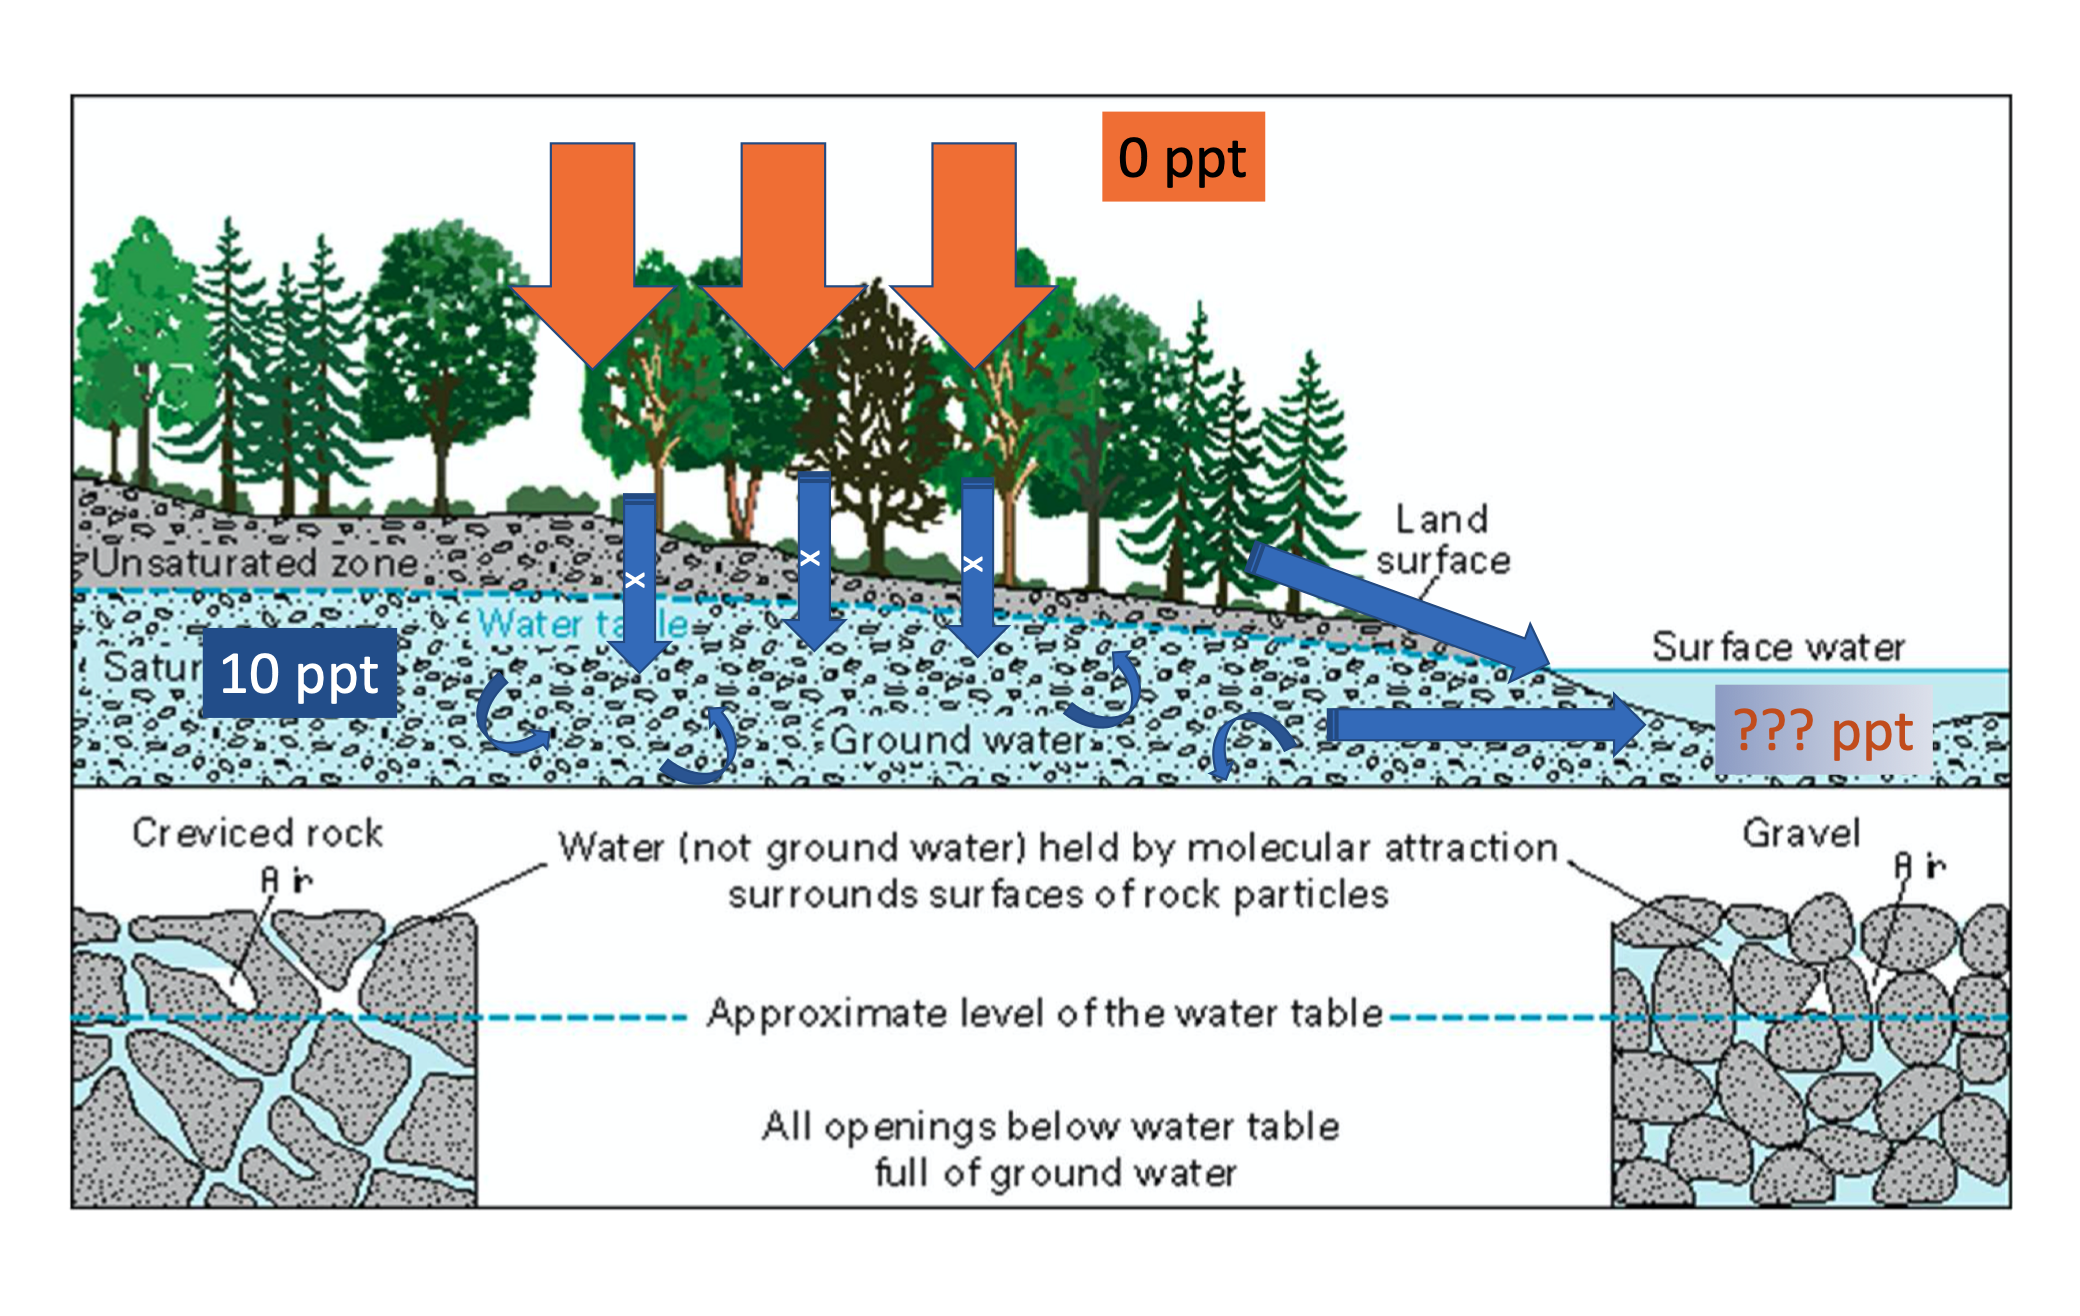 0 ppt
Land
surface
Unsaturated zone
x
x
x
Water ta le
Surface water
Satur
10 ppt
??? ppt
Ground water
Creviced rock
Air
Water (not ground water) held by molecular attraction
surrounds surfaces of rock particles
Gravel
Air
Approximate level of the water table
All openings below water table
full of ground water